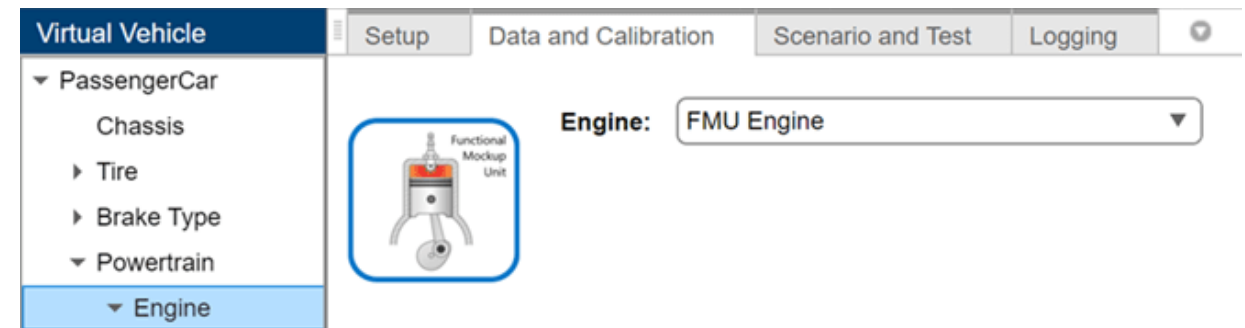 Virtual Vehicle
Setup
Data and Calibration
Scenario and Test
Logging
PassengerCar
Chassis
Tire
Brake Type
Powertrain
Engine
Engine:
FMU Engine
Functional
Mockup
Unit